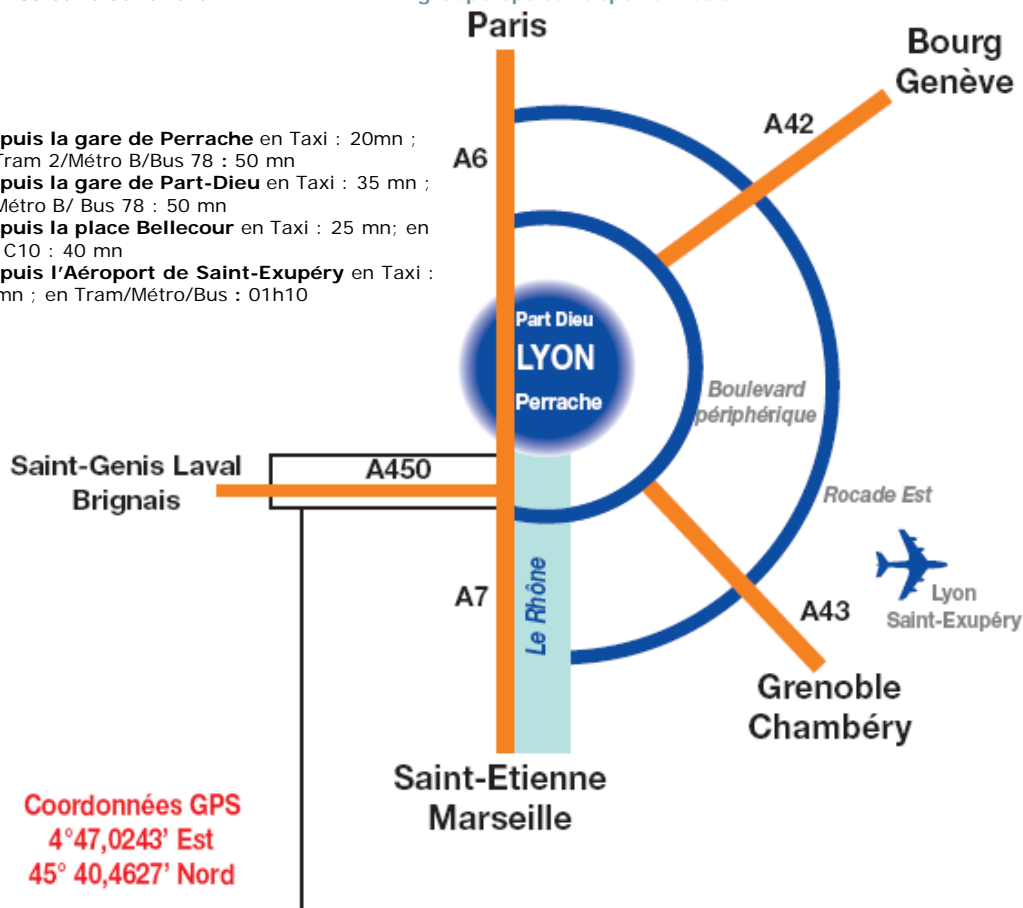 Paris
Bourg
Genève
A42
A6
puis la gare de Perrache en Taxi : 20mn ;
Tram 2/Métro B/Bus 78 : 50 mn
puis la gare de Part-Dieu en Taxi : 35 mn ;
Métro B/ Bus 78 : 50 mn
puis la place Bellecour en Taxi : 25 mn; en
C10 : 40 mn
puis l'Aéroport de Saint-Exupéry en Taxi :
mn ; en Tram/Métro/Bus : 01h10
Part Dieu
LYON
Perrache
Boulevard
périphérique
Saint-Genis Laval
Brignais
A450
Rocade Est
A7
Le Rhône
A43
Lyon
Saint-Exupéry
Grenoble
Chambéry
Saint-Etienne
Marseille
Coordonnées GPS
4°47,0243' Est
45° 40,4627' Nord